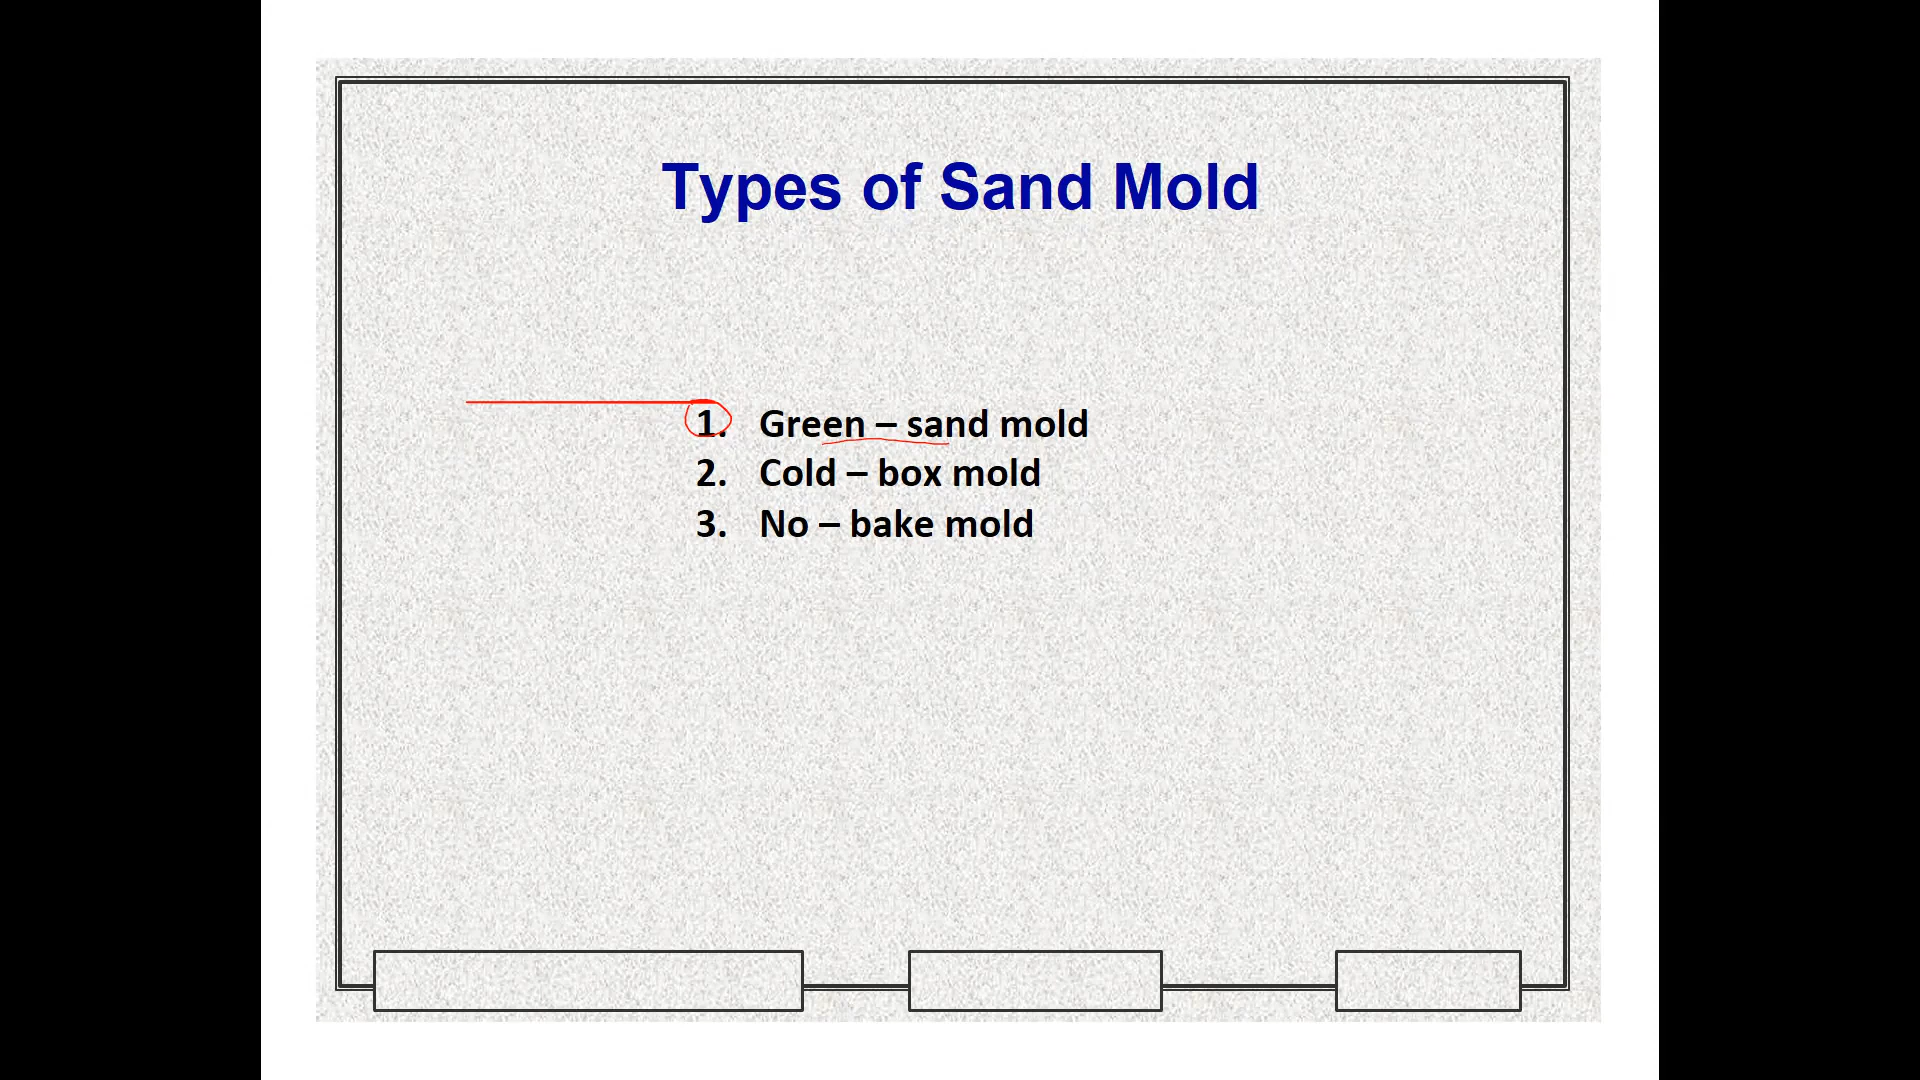 Types of Sand Mold
1. Green – sand mold
2. Cold – box mold
3. No – bake mold